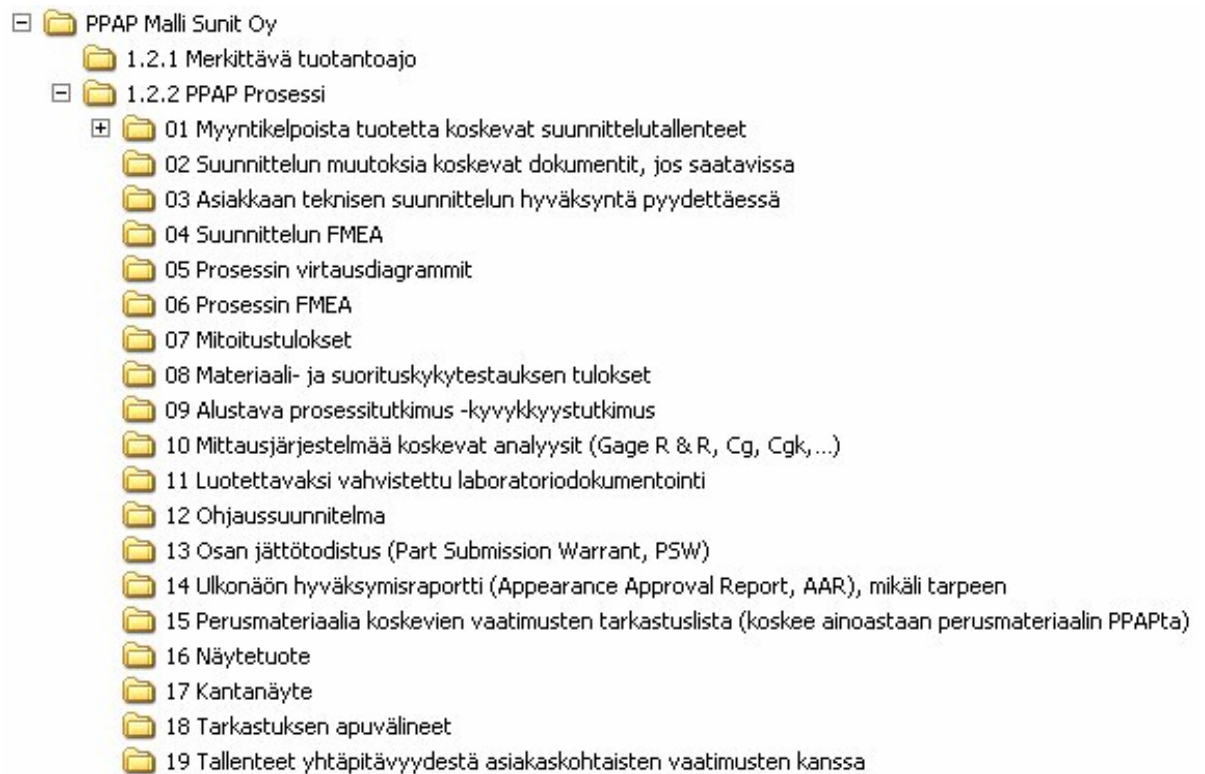 PPAP Malli Sunit Oy
1.2.1 Merkittävä tuotantoajo
1.2.2 PPAP Prosessi
01 Myyntikelpoista tuotetta koskevat suunnittelutallenteet
02 Suunnittelun muutoksia koskevat dokumentit, jos saatavissa
03 Asiakkaan teknisen suunnittelun hyväksyntä pyydettäessä
04 Suunnittelun FMEA
05 Prosessin virtausdiagrammit
06 Prosessin FMEA
07 Mitoitustulokset
08 Materiaali- ja suorituskykytestauksen tulokset
09 Alustava prosessitutkimus -kyvykkyystutkimus
10 Mittausjärjestelmää koskevat analyysit (Gage R & R, Cg, Cgk,...)
11 Luotettavaksi vahvistettu laboratoriodokumentointi
12 Ohjaussuunnitelma
13 Osan jättötodistus (Part Submission Warrant, PSW)
14 Ulkonäön hyväksymisraportti (Appearance Approval Report, AAR), mikäli tarpeen
15 Perusmateriaalia koskevien vaatimusten tarkastuslista (koskee ainoastaan perusmateriaalin PPAPta)
16 Näytetuote
17 Kantanäyte
18 Tarkastuksen apuvälineet
19 Tallenteet yhtäpitävyydestä asiakaskohtaisten vaatimusten kanssa